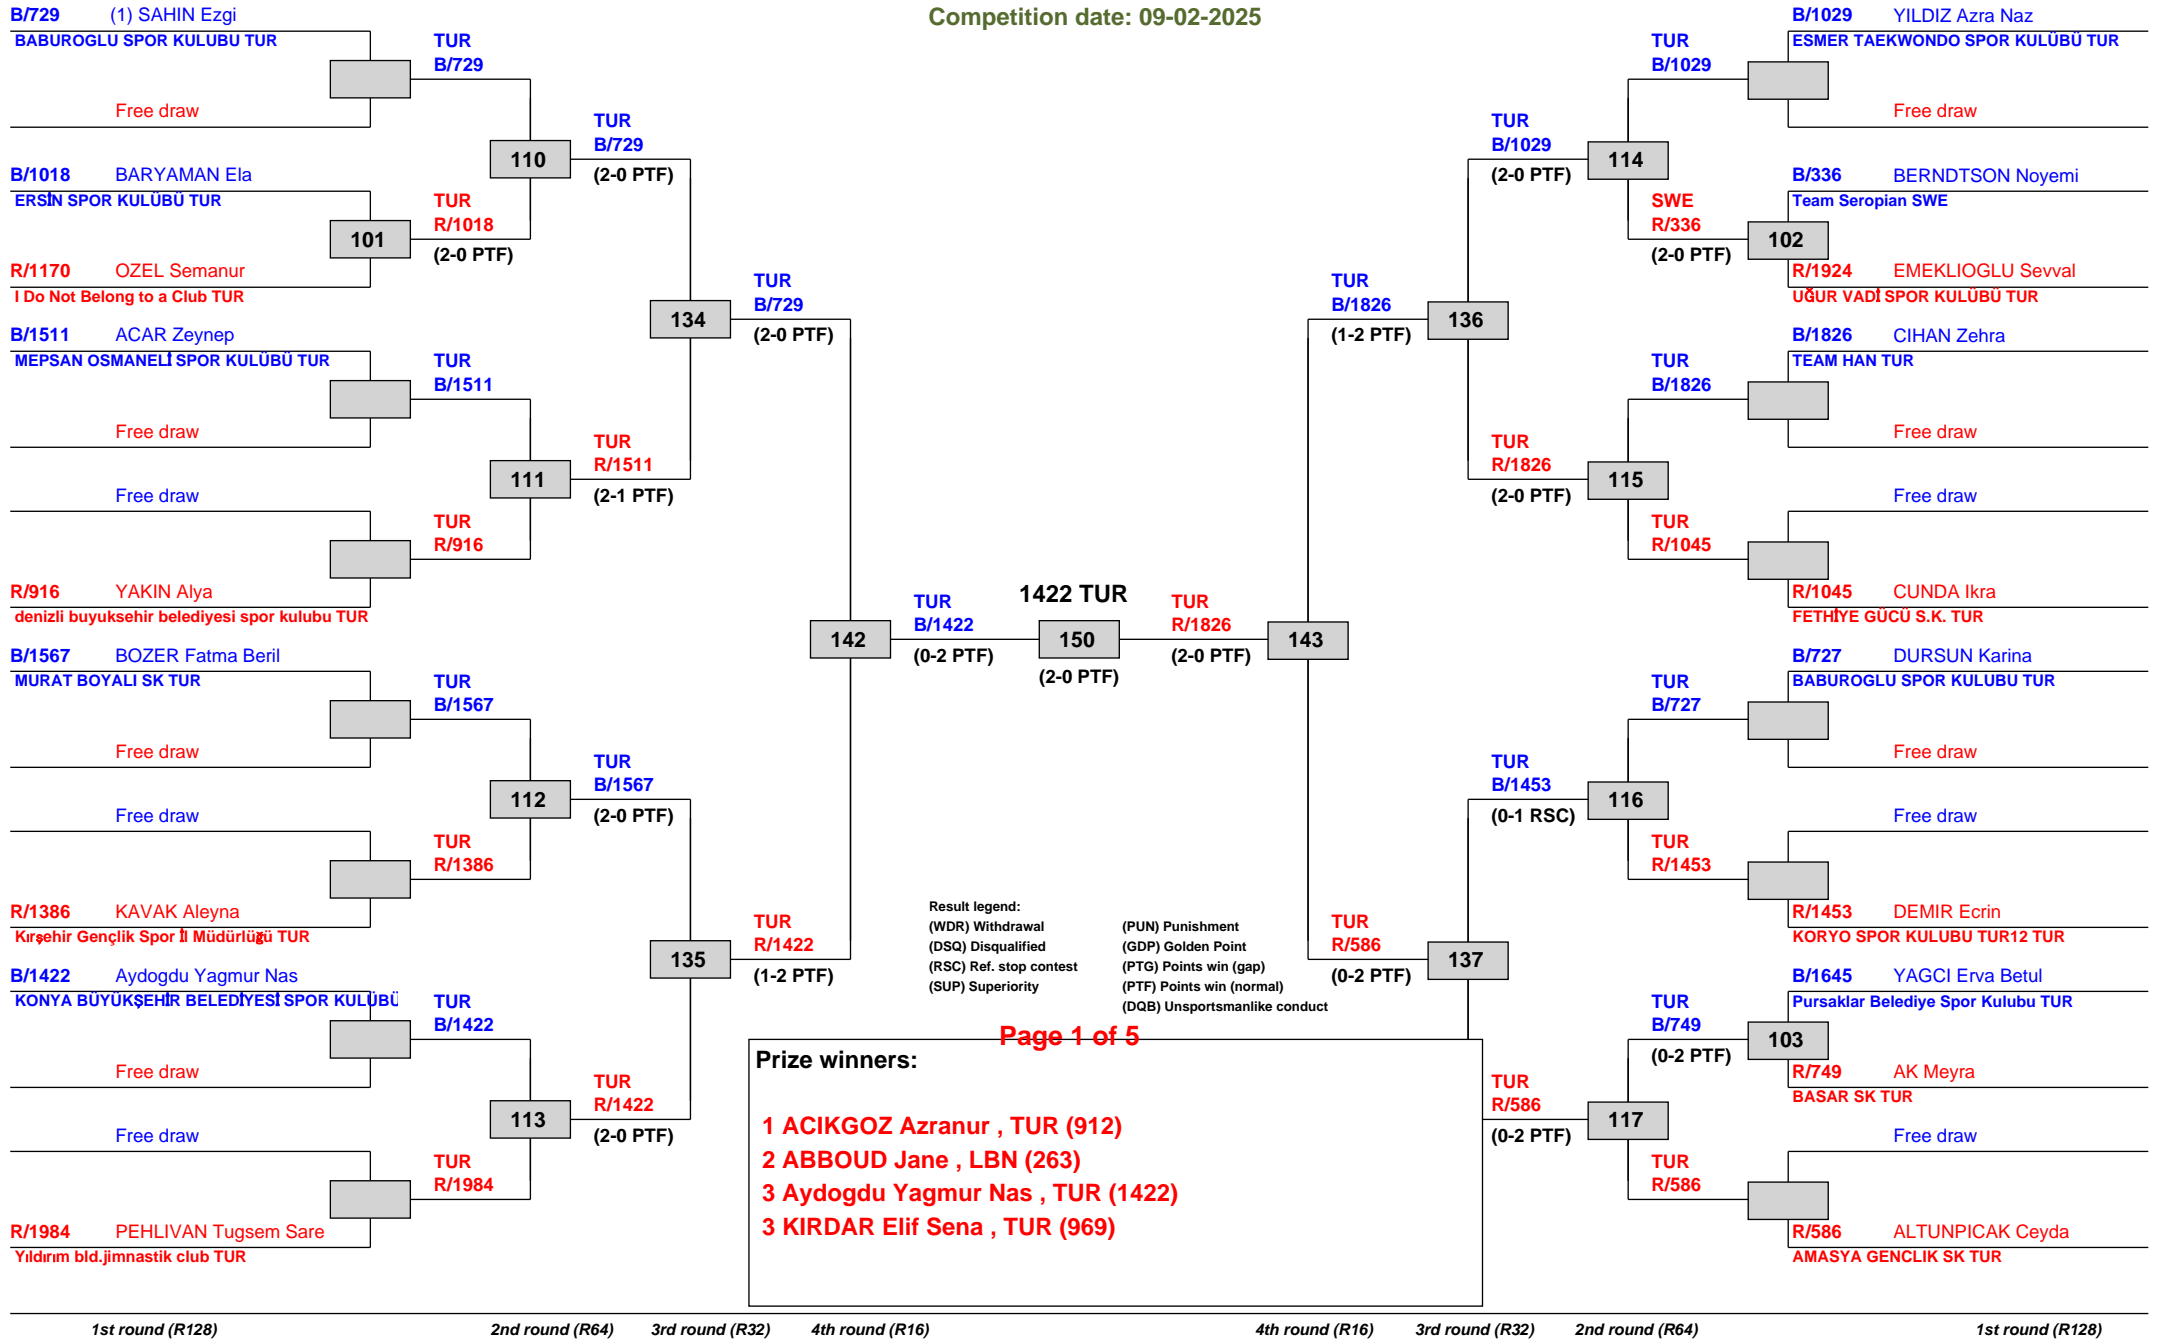 Competition date: 09-02-2025
B/729 (1) SAHIN Ezgi
BABUROGLU SPOR KULUBU TUR
Free draw
B/1018 BARYAMAN Ela
ERSİN SPOR KULÜBÜ TUR
101
R/1170 OZEL Semanur
I Do Not Belong to a Club TUR
B/1511 ACAR Zeynep
MEPSAN OSMANELİ SPOR KULÜBÜ TUR
Free draw
Free draw
R/916 YAKIN Alya
denizli buyuksehir belediyesi spor kulubu TUR
B/1567 BOZER Fatma Beril
MURAT BOYALI SK TUR
Free draw
Free draw
R/1386 KAVAK Aleyna
Kırşehir Gençlik Spor İl Müdürlüğü TUR
B/1422 Aydogdu Yagmur Nas
KONYA BÜYÜKŞEHİR BELEDİYESİ SPOR KULÜBÜ
Free draw
Free draw
R/1984 PEHLIVAN Tugsem Sare
Yıldırım bld.jimnastik club TUR
TUR
B/729
110
TUR
R/1018
(2-0 PTF)
TUR
B/1511
111
TUR
R/916
TUR
B/1567
112
TUR
R/1386
TUR
B/1422
113
TUR
R/1984
TUR
B/729
(2-0 PTF)
134
TUR
R/1511
(2-1 PTF)
TUR
B/1567
(2-0 PTF)
135
TUR
R/1422
(2-0 PTF)
TUR
B/729
(2-0 PTF)
142
TUR
R/1422
(1-2 PTF)
TUR
B/1422
(0-2 PTF)
1422 TUR
150
(2-0 PTF)
TUR
R/1826
(2-0 PTF)
143
TUR
B/1826
(1-2 PTF)
136
TUR
R/586
(0-2 PTF)
137
TUR
B/1029
(2-0 PTF)
114
TUR
R/1826
(2-0 PTF)
115
TUR
B/1453
(0-1 RSC)
116
TUR
R/586
(0-2 PTF)
117
TUR
B/1029
SWE
R/336
(2-0 PTF)
102
TUR
B/1826
TUR
R/1045
TUR
B/727
TUR
R/1453
TUR
B/749
(0-2 PTF)
103
TUR
R/586
B/1029 YILDIZ Azra Naz
ESMER TAEKWONDO SPOR KULÜBÜ TUR
Free draw
B/336 BERNDTSON Noyemi
Team Seropian SWE
R/1924 EMEKLIOGLU Sevval
UĞUR VADİ SPOR KULÜBÜ TUR
B/1826 CIHAN Zehra
TEAM HAN TUR
Free draw
Free draw
R/1045 CUNDA Ikra
FETHİYE GÜCÜ S.K. TUR
B/727 DURSUN Karina
BABUROGLU SPOR KULUBU TUR
Free draw
Free draw
R/1453 DEMIR Ecrin
KORYO SPOR KULUBU TUR12 TUR
B/1645 YAGCI Erva Betul
Pursaklar Belediye Spor Kulubu TUR
R/749 AK Meyra
BASAR SK TUR
Free draw
R/586 ALTUNPICAK Ceyda
AMASYA GENCLIK SK TUR
Result legend:
(WDR) Withdrawal (PUN) Punishment
(DSQ) Disqualified (GDP) Golden Point
(RSC) Ref. stop contest (PTG) Points win (gap)
(SUP) Superiority (PTF) Points win (normal)
(DQB) Unsportsmanlike conduct
Page 1 of 5
Prize winners:
1 ACIKGOZ Azranur , TUR (912)
2 ABBOUD Jane , LBN (263)
3 Aydogdu Yagmur Nas , TUR (1422)
3 KIRDAR Elif Sena , TUR (969)
1st round (R128) 2nd round (R64) 3rd round (R32) 4th round (R16) 4th round (R16) 3rd round (R32) 2nd round (R64) 1st round (R128)